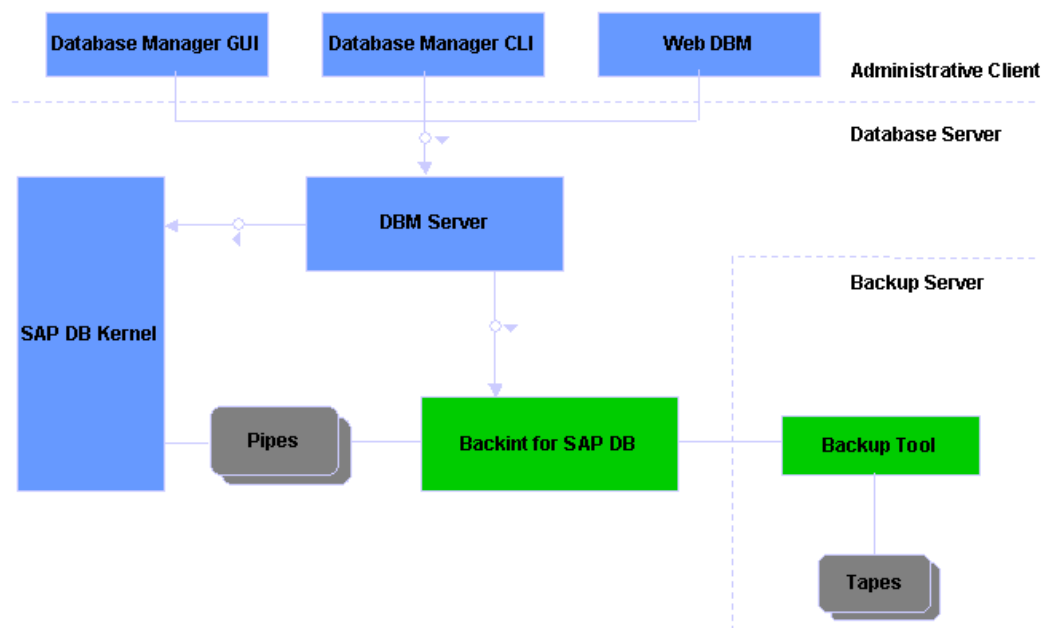 Database Manager GUI
Database Manager CLI
Web DBM
Administrative Client
Database Server
DBM Server
Backup Server
SAP DB Kernel
Pipes
Backint for SAP DB
Backup Tool
Tapes